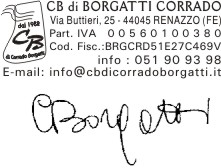 CB di BORGATTI CORRADO
Via Buttieri, 25 - 44045 RENAZZO (FE)
Part. IVA 00560100380
Cod. Fisc.:BRGCRD51E27C469V
info : 051 90 93 98
E-mail: info@cbdicorradoborgatti.it
dal 1982
CB
di Corrado Borgatti
CBorgatti